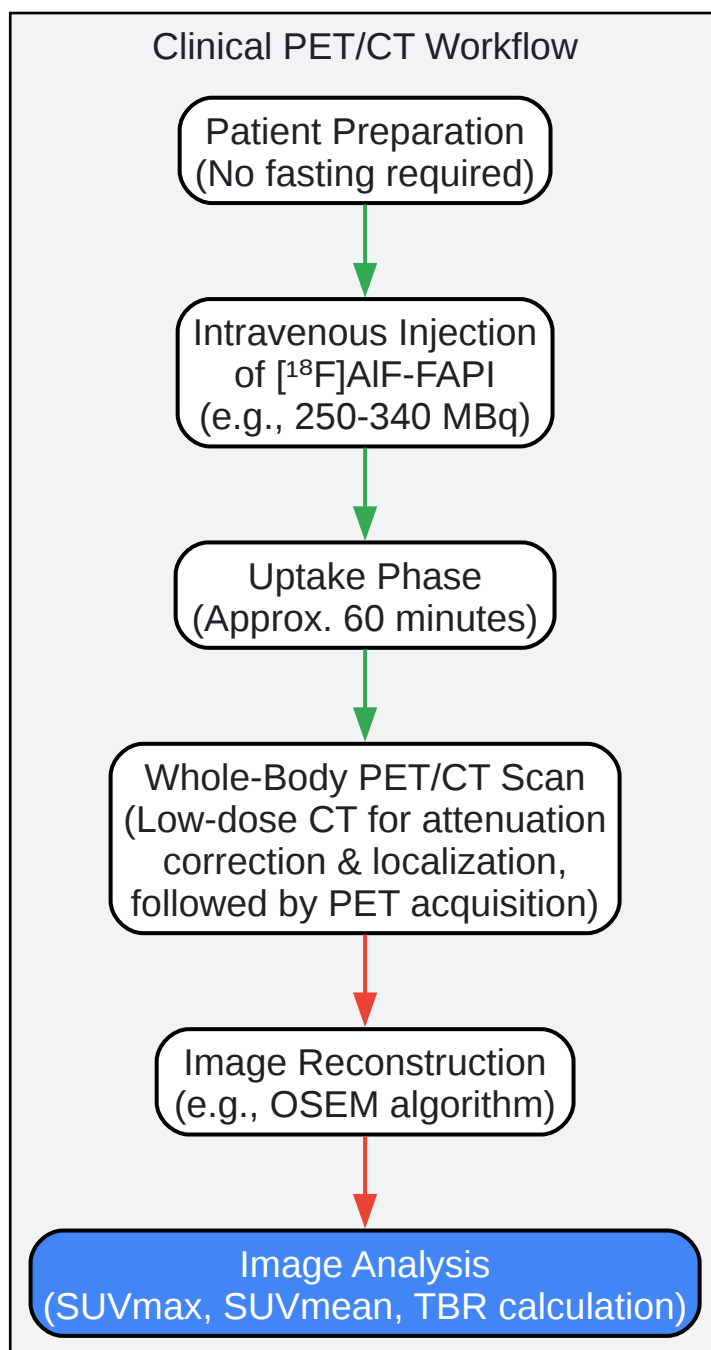 Clinical PET/CT Workflow
Patient Preparation
(No fasting required)
Intravenous Injection
of [¹⁸F]AlF-FAPI
(e.g., 250-340 MBq)
Uptake Phase
(Approx. 60 minutes)
Whole-Body PET/CT Scan
(Low-dose CT for attenuation
correction & localization,
followed by PET acquisition)
Image Reconstruction
(e.g., OSEM algorithm)
Image Analysis
(SUVmax, SUVmean, TBR calculation)